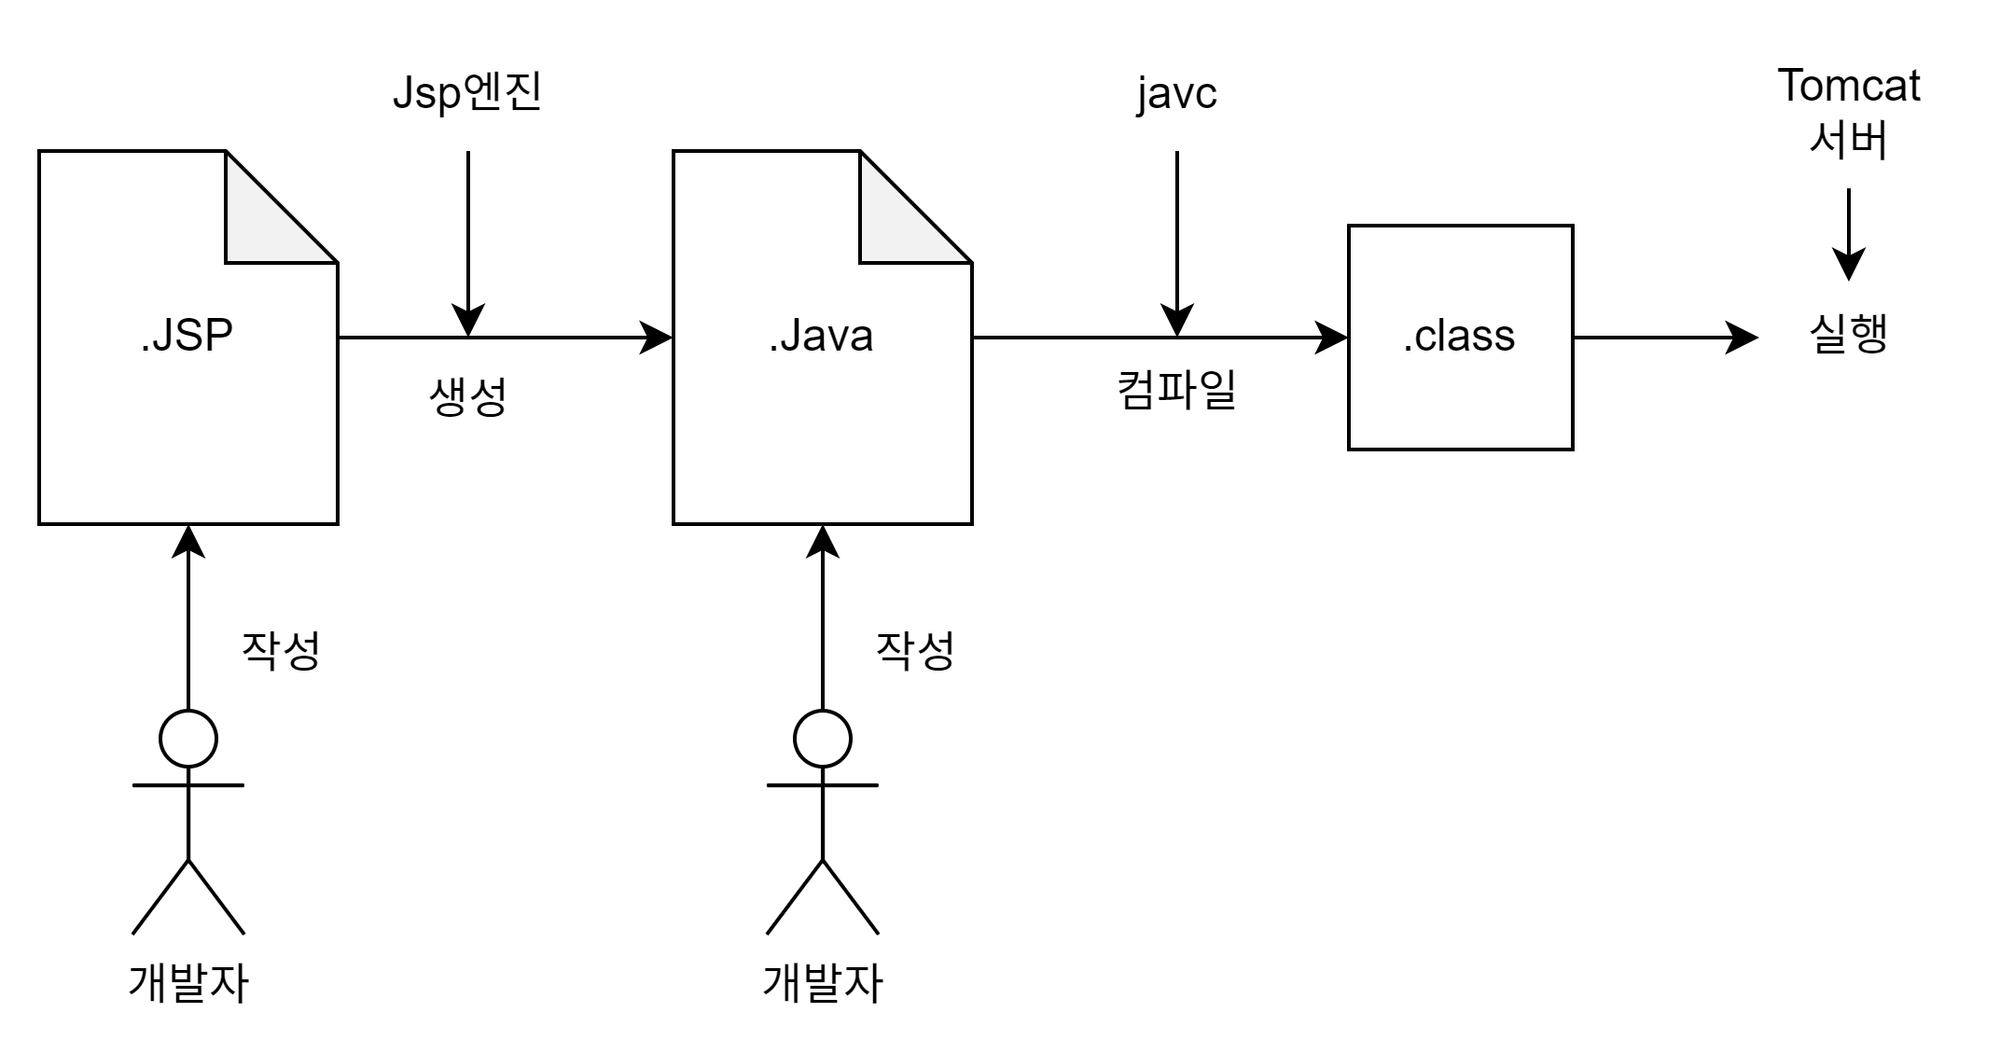 Jsp엔진
javc
Tomcat
서버
.JSP
.Java
.class
실행
생성
컴파일
작성
작성
개발자
개발자